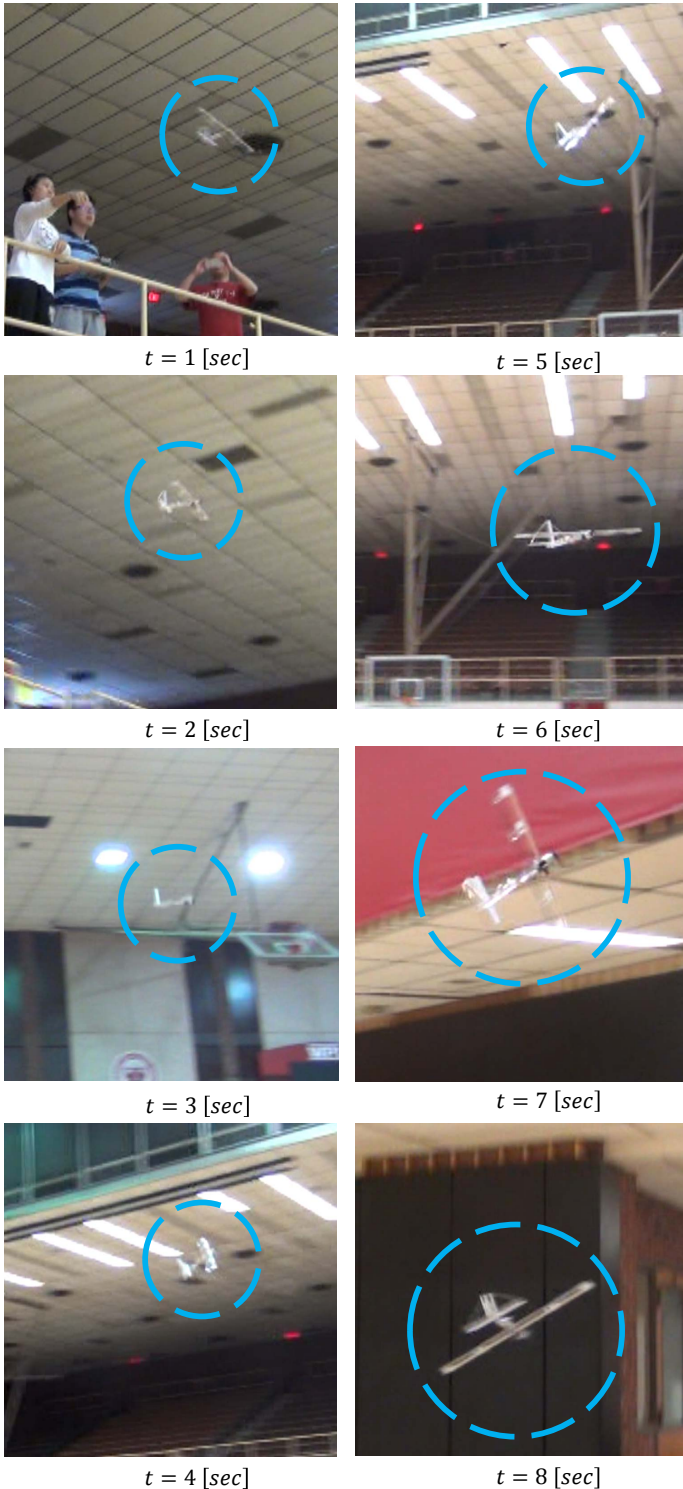 t = 1 [sec]
t = 2 [sec]
t = 3 [sec]
t = 4 [sec]
t = 5 [sec]
t = 6 [sec]
t = 7 [sec]
t = 8 [sec]